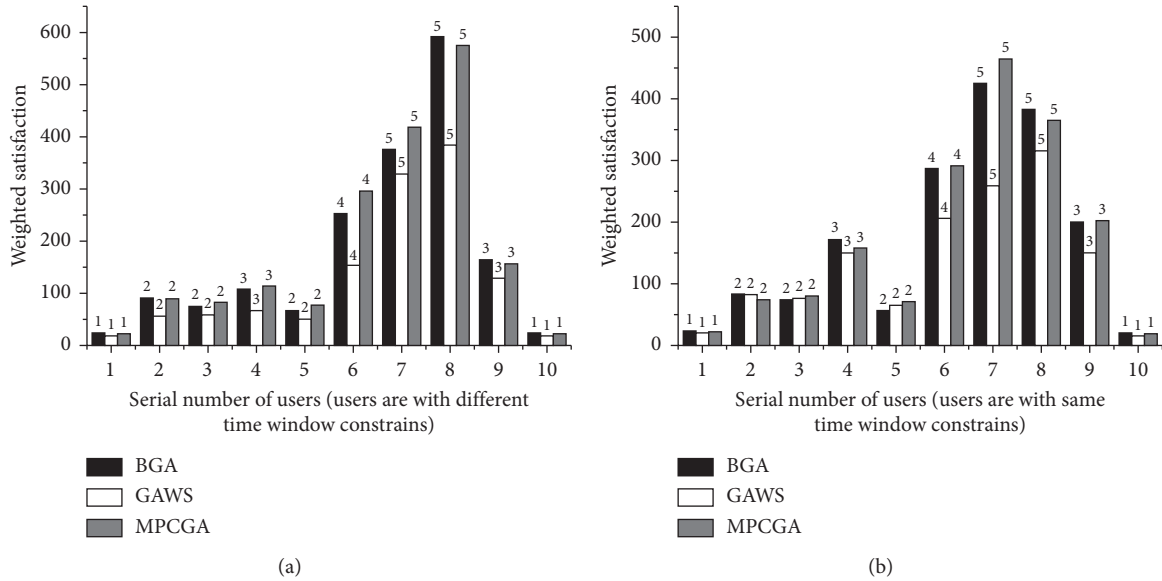 Weighted satisfaction
600
500
400
300
200
100
0
1 1 1
2 2 2
2 2 2
3 3 3
2 2 2
4 4 4
5 5 5
5 5 5
3 3 3
1 1 1
1 2 3 4 5 6 7 8 9 10
Serial number of users (users are with different
time window constrains)
BGA
GAWS
MPCGA
(a)
Weighted satisfaction
500
400
300
200
100
0
1 1 1
2 2 2
2 2 2
3 3 3
2 2 2
4 4 4
5 5 5
5 5 5
3 3 3
1 1 1
1 2 3 4 5 6 7 8 9 10
Serial number of users (users are with same
time window constrains)
BGA
GAWS
MPCGA
(b)